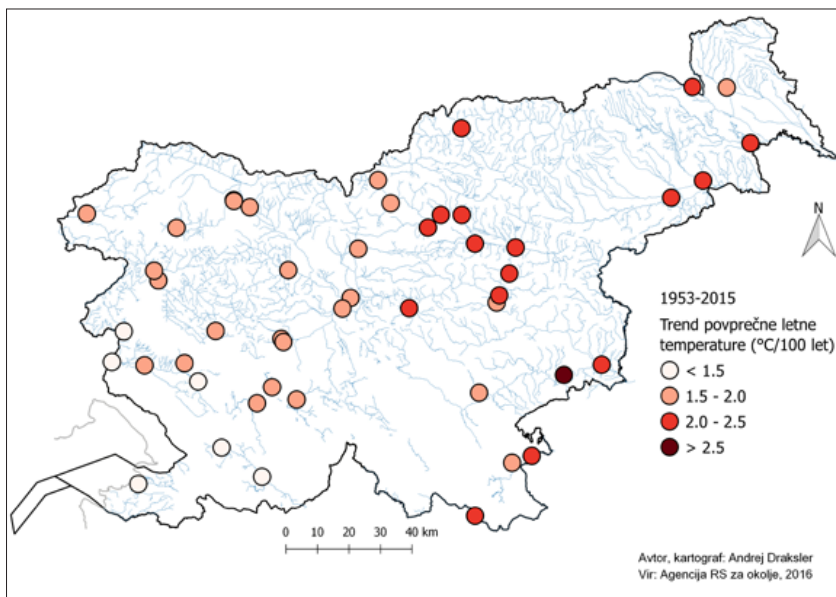 N
1953-2015
Trend povprečne letne
temperature (°C/100 let)
< 1.5
1.5 - 2.0
2.0 - 2.5
> 2.5
0 10 20 30 40 km
Avtor, kartograf: Andrej Draksler
Vir: Agencija RS za okolje, 2016